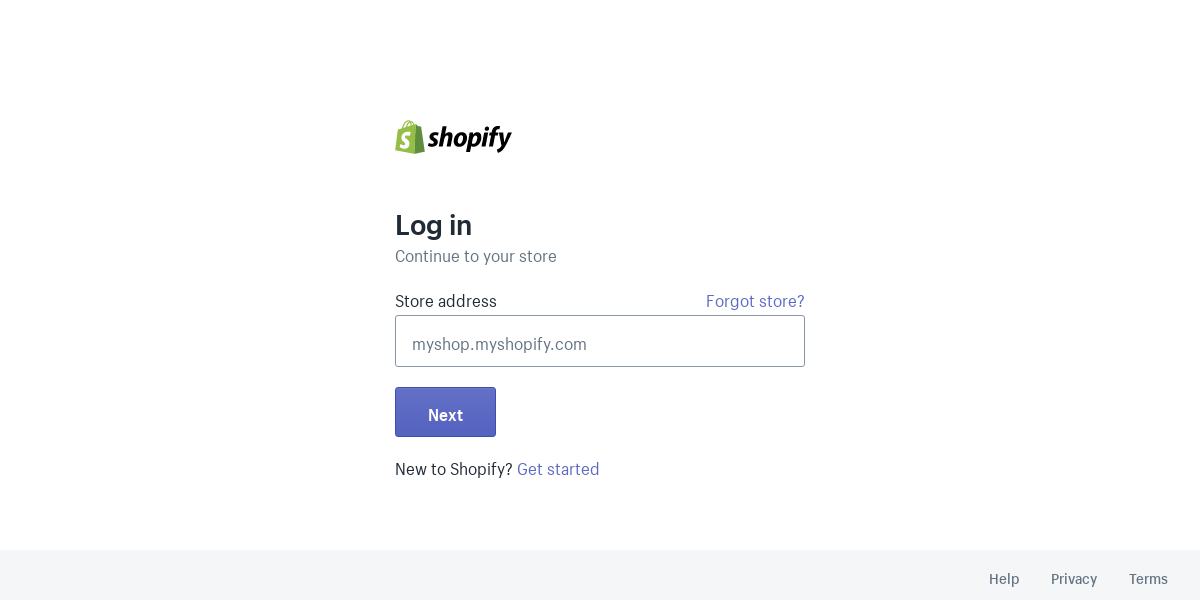 shopify
Log in
Continue to your store
Store address Forgot store?
myshop.myshopify.com
Next
New to Shopify? Get started
Help Privacy Terms